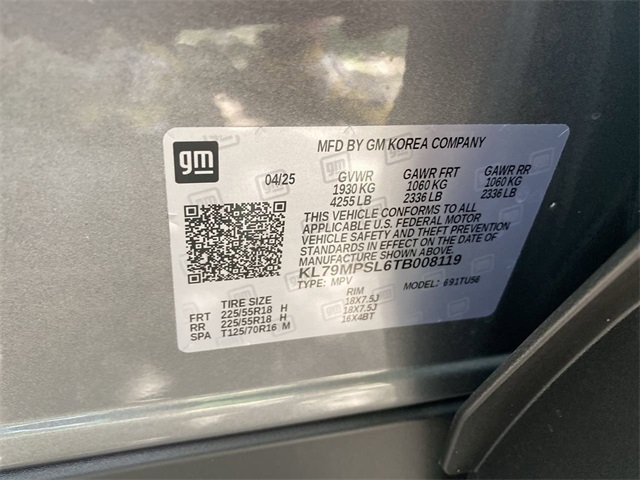 gm
MFD BY GM KOREA COMPANY
04/25 GVWR GAWR FRT GAWR RR
1930 KG 1060 KG 1060 KG
4255 LB 2336 LB 2336 LB
THIS VEHICLE CONFORMS TO ALL
APPLICABLE U.S. FEDERAL MOTOR
VEHICLE SAFETY AND THEFT PREVENTION
STANDARDS IN EFFECT ON THE DATE OF
MANUFACTURE SHOWN ABOVE.
KL79MPSL6TB008119
TYPE: MPV MODEL: 691TU56
TIRE SIZE RIM
FRT 225/55R18 H 18X7.5J
RR 225/55R18 H 18X7.5J
SPA T125/70R16 M 16X4BT